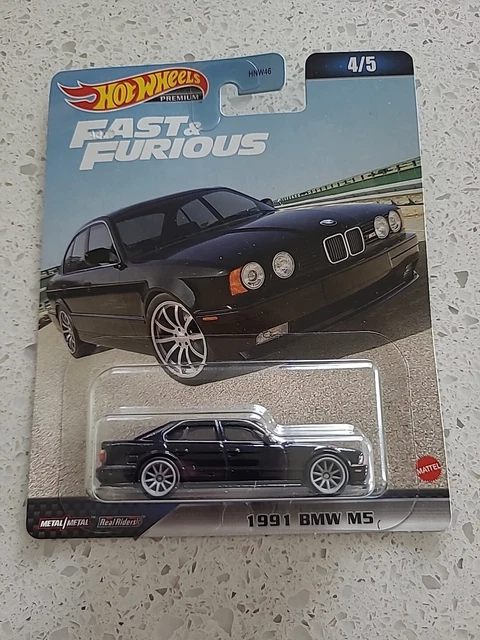 HOT WHEELS
PREMIUM
HNW46
4/5
FAST &
FURIOUS
MATTEL
METAL/METAL
Real Riders
1991 BMW M5